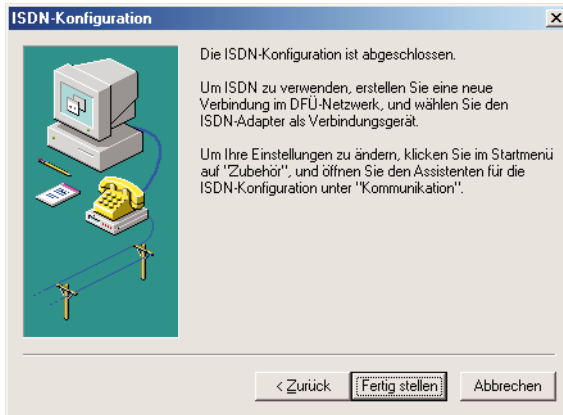 ISDN-Konfiguration
Die ISDN-Konfiguration ist abgeschlossen.
Um ISDN zu verwenden, erstellen Sie eine neue
Verbindung im DFÜ-Netzwerk, und wählen Sie den
ISDN-Adapter als Verbindungsgerät.
Um Ihre Einstellungen zu ändern, klicken Sie im Startmenü
auf "Zubehör", und öffnen Sie den Assistenten für die
ISDN-Konfiguration unter "Kommunikation".
< Zurück Fertig stellen Abbrechen